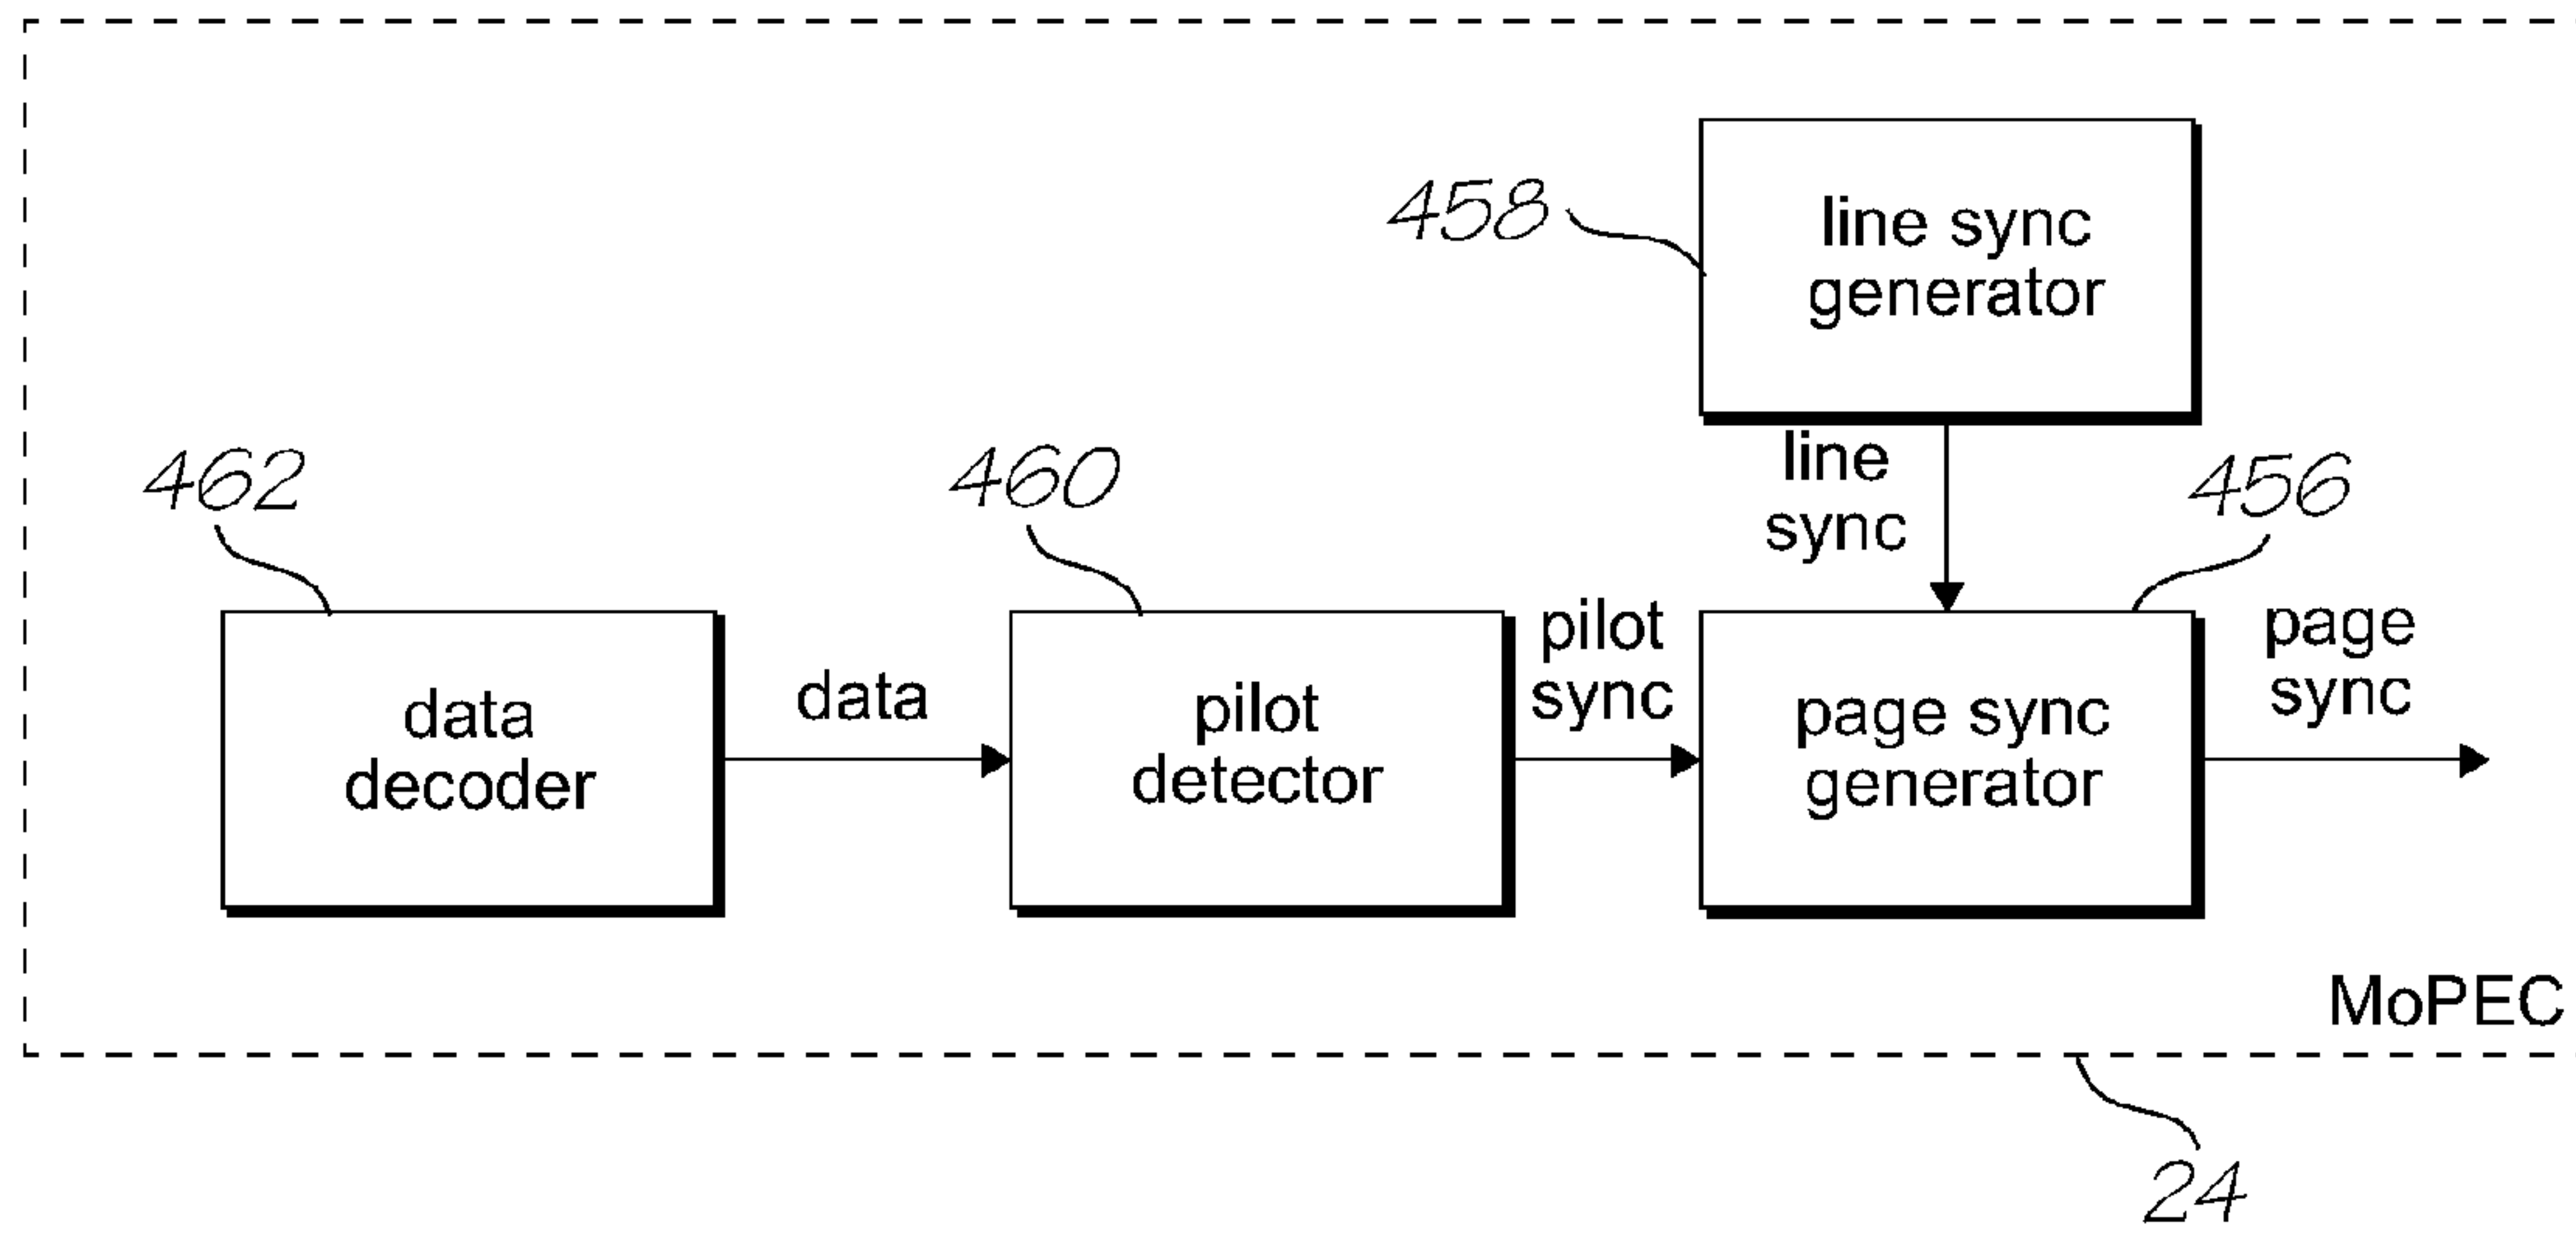 458
line sync
generator
line
sync
462
460
456
data
decoder
data
pilot
detector
pilot
sync
page sync
generator
page
sync
MoPEC
24